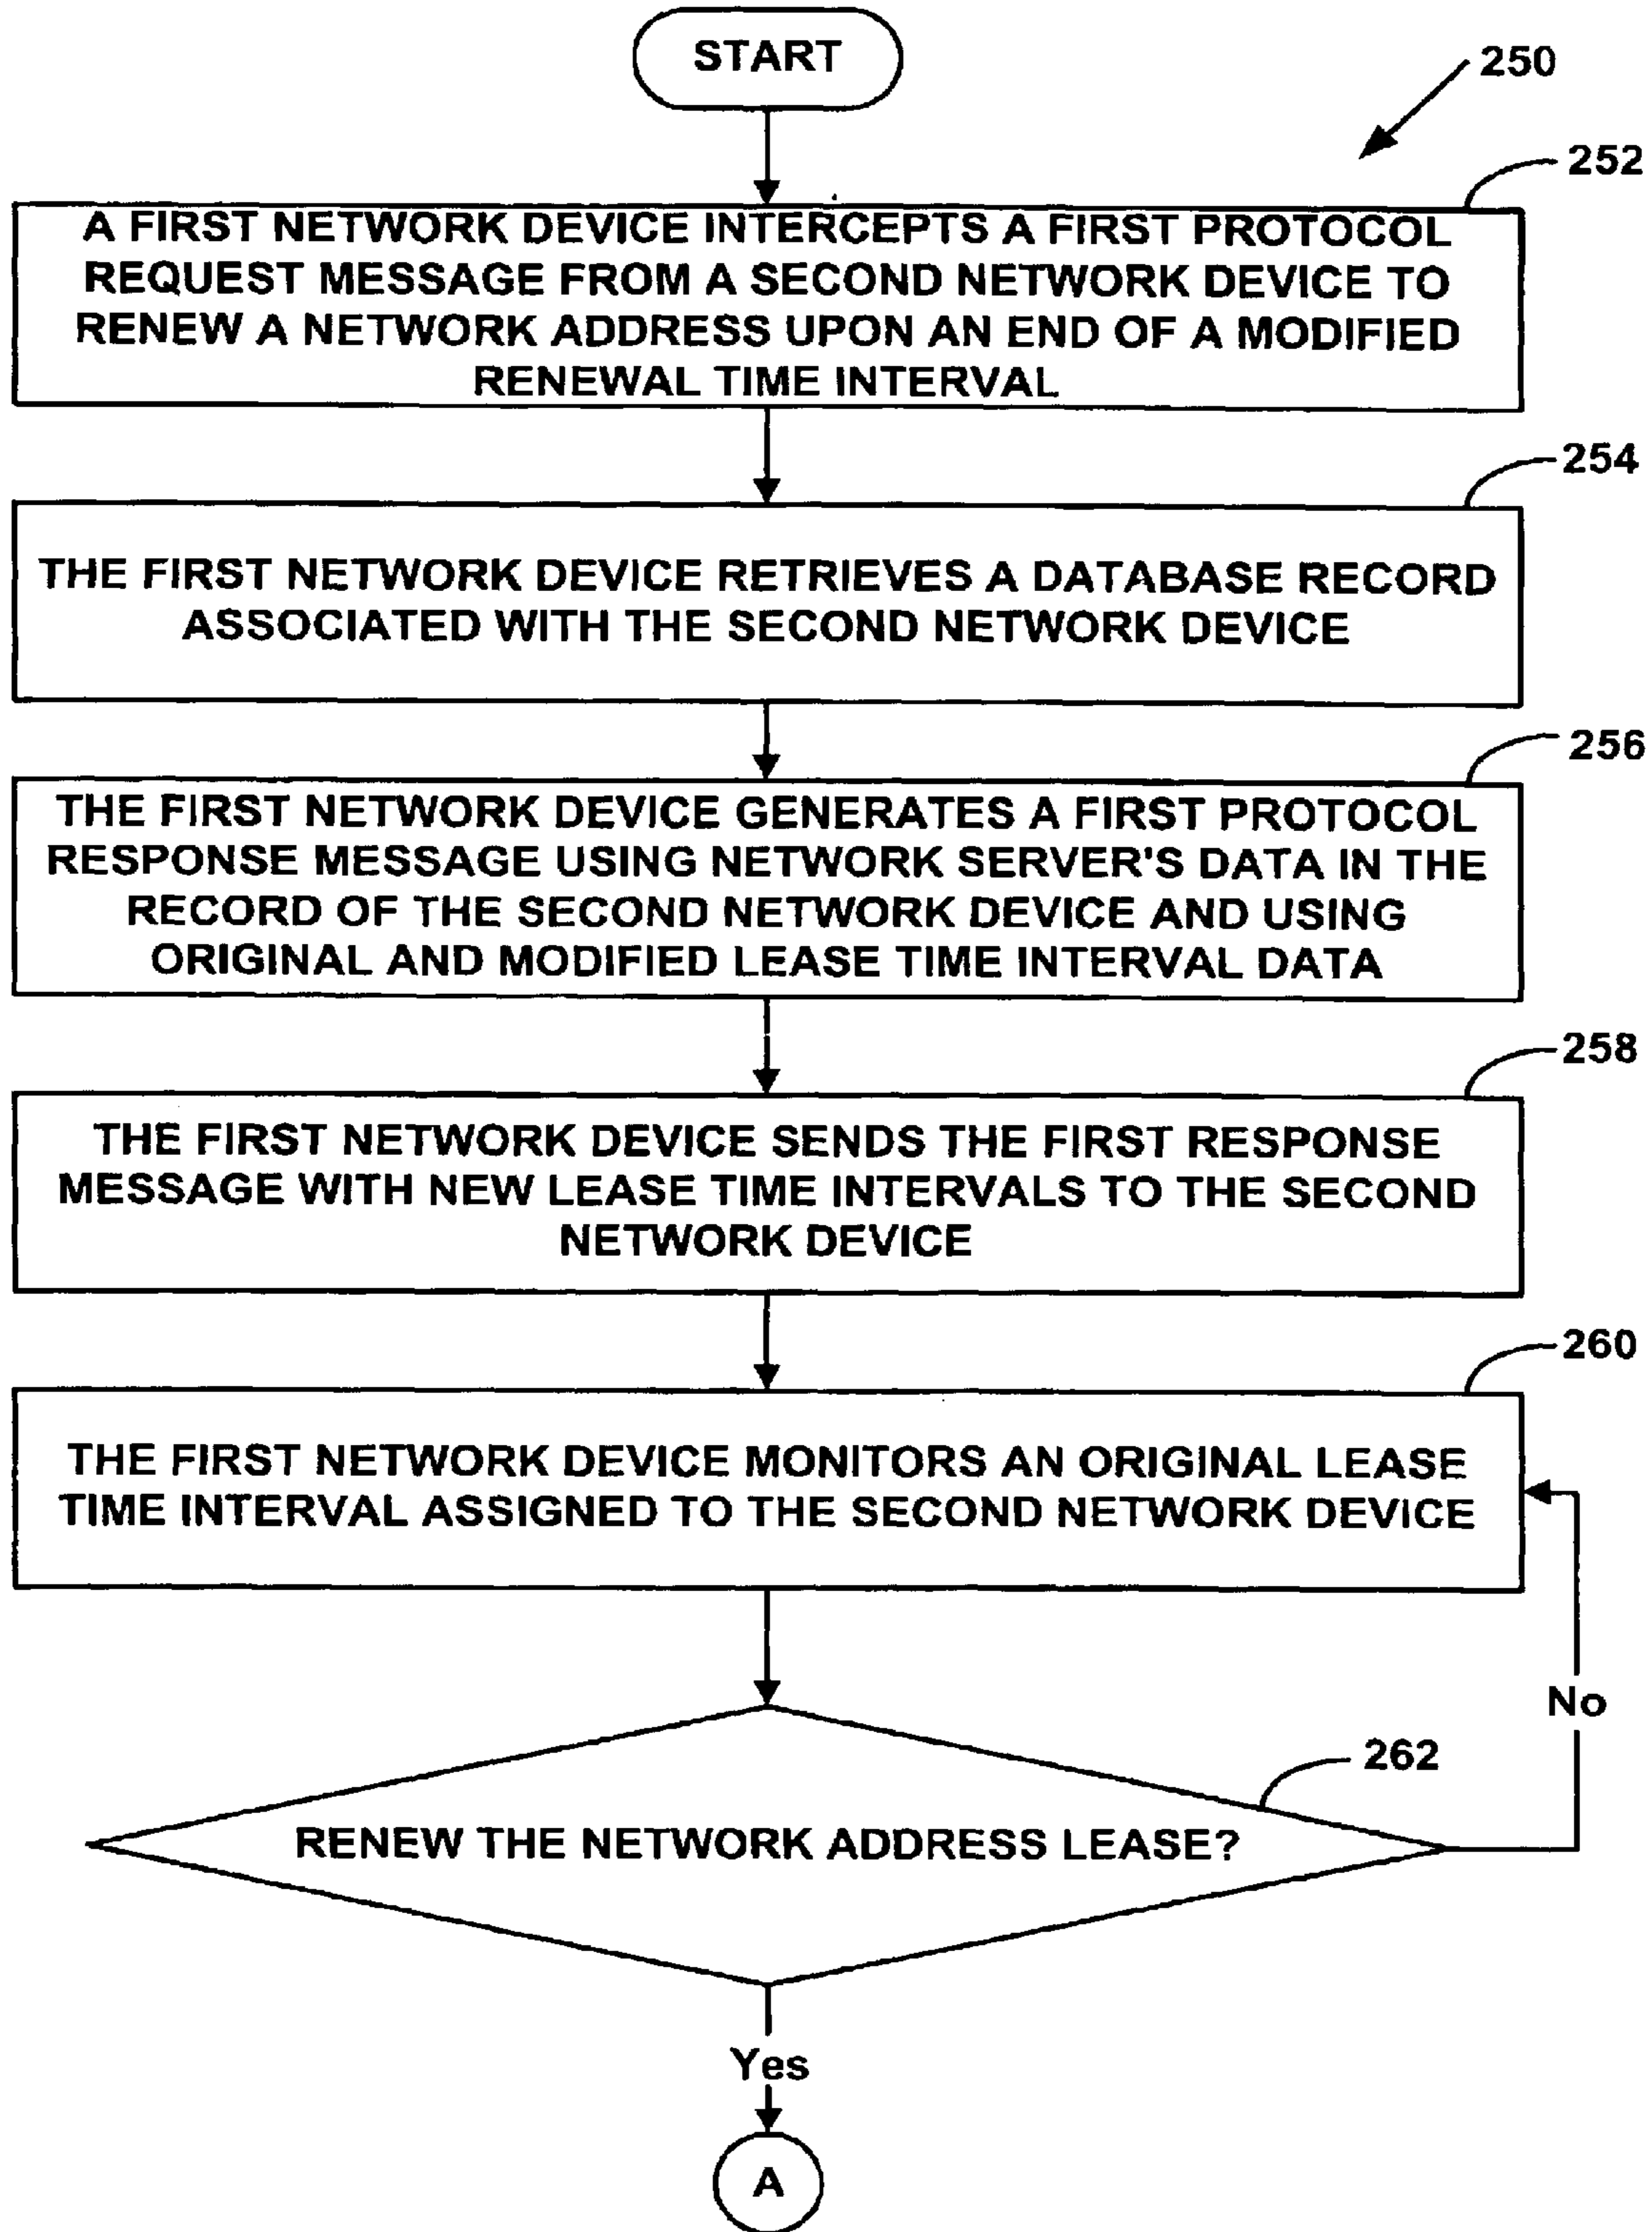 START
250
252
A FIRST NETWORK DEVICE INTERCEPTS A FIRST PROTOCOL
REQUEST MESSAGE FROM A SECOND NETWORK DEVICE TO
RENEW A NETWORK ADDRESS UPON AN END OF A MODIFIED
RENEWAL TIME INTERVAL
254
THE FIRST NETWORK DEVICE RETRIEVES A DATABASE RECORD
ASSOCIATED WITH THE SECOND NETWORK DEVICE
256
THE FIRST NETWORK DEVICE GENERATES A FIRST PROTOCOL
RESPONSE MESSAGE USING NETWORK SERVER'S DATA IN THE
RECORD OF THE SECOND NETWORK DEVICE AND USING
ORIGINAL AND MODIFIED LEASE TIME INTERVAL DATA
258
THE FIRST NETWORK DEVICE SENDS THE FIRST RESPONSE
MESSAGE WITH NEW LEASE TIME INTERVALS TO THE SECOND
NETWORK DEVICE
260
THE FIRST NETWORK DEVICE MONITORS AN ORIGINAL LEASE
TIME INTERVAL ASSIGNED TO THE SECOND NETWORK DEVICE
No
262
RENEW THE NETWORK ADDRESS LEASE?
Yes
A